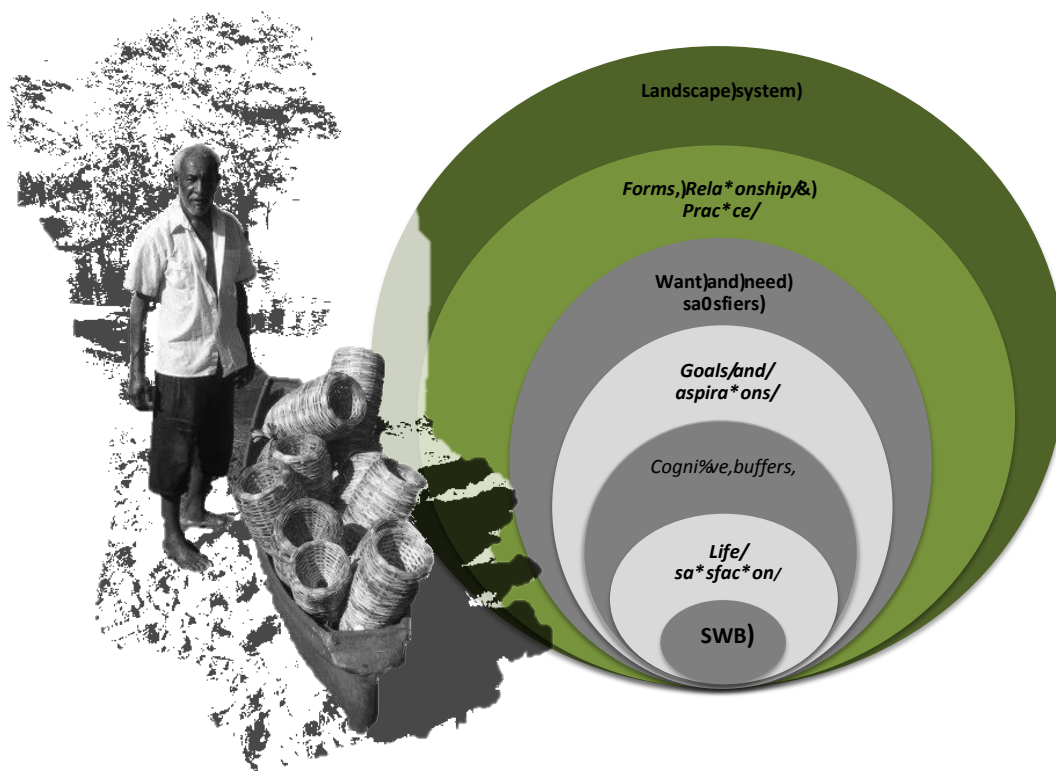 Landscape)system)
Forms,)Rela*onship/&)
Prac*ce/
Want)and)need)
sa0sfiers)
Goals/and/
aspira*ons/
Cogni%ve,buffers,
Life/
sa*sfac*on/
SWB)